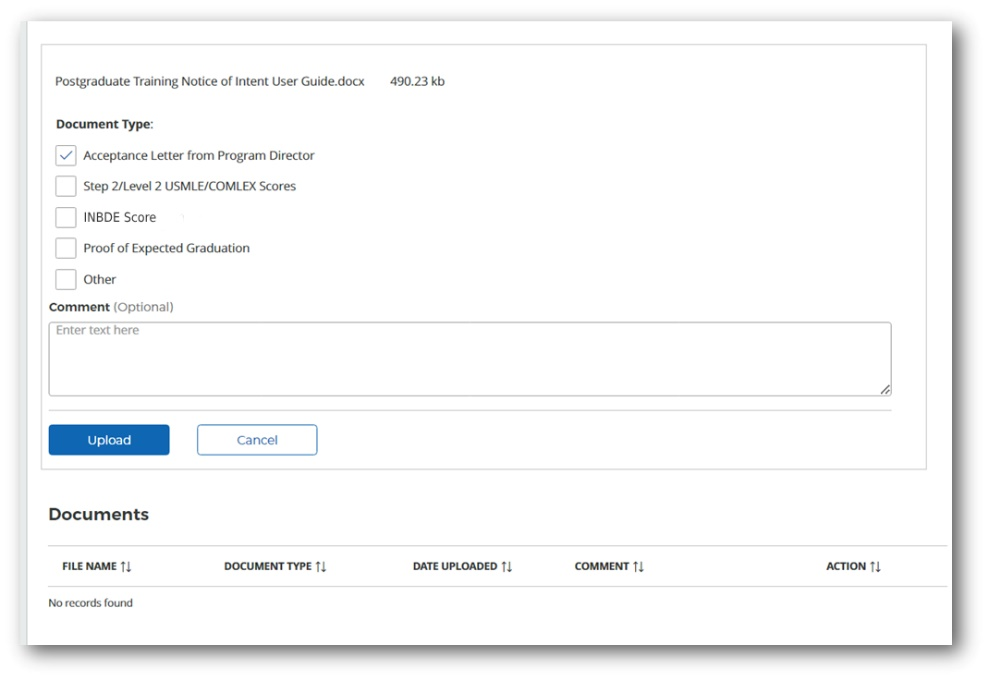 Postgraduate Training Notice of Intent User Guide.docx 490.23 kb
Document Type:
Acceptance Letter from Program Director
Step 2/Level 2 USMLE/COMLEX Scores
INBDE Score
Proof of Expected Graduation
Other
Comment (Optional)
Enter text here
Upload Cancel
Documents
FILE NAME ↑↓ DOCUMENT TYPE ↑↓ DATE UPLOADED ↑↓ COMMENT ↑↓ ACTION ↑↓
No records found